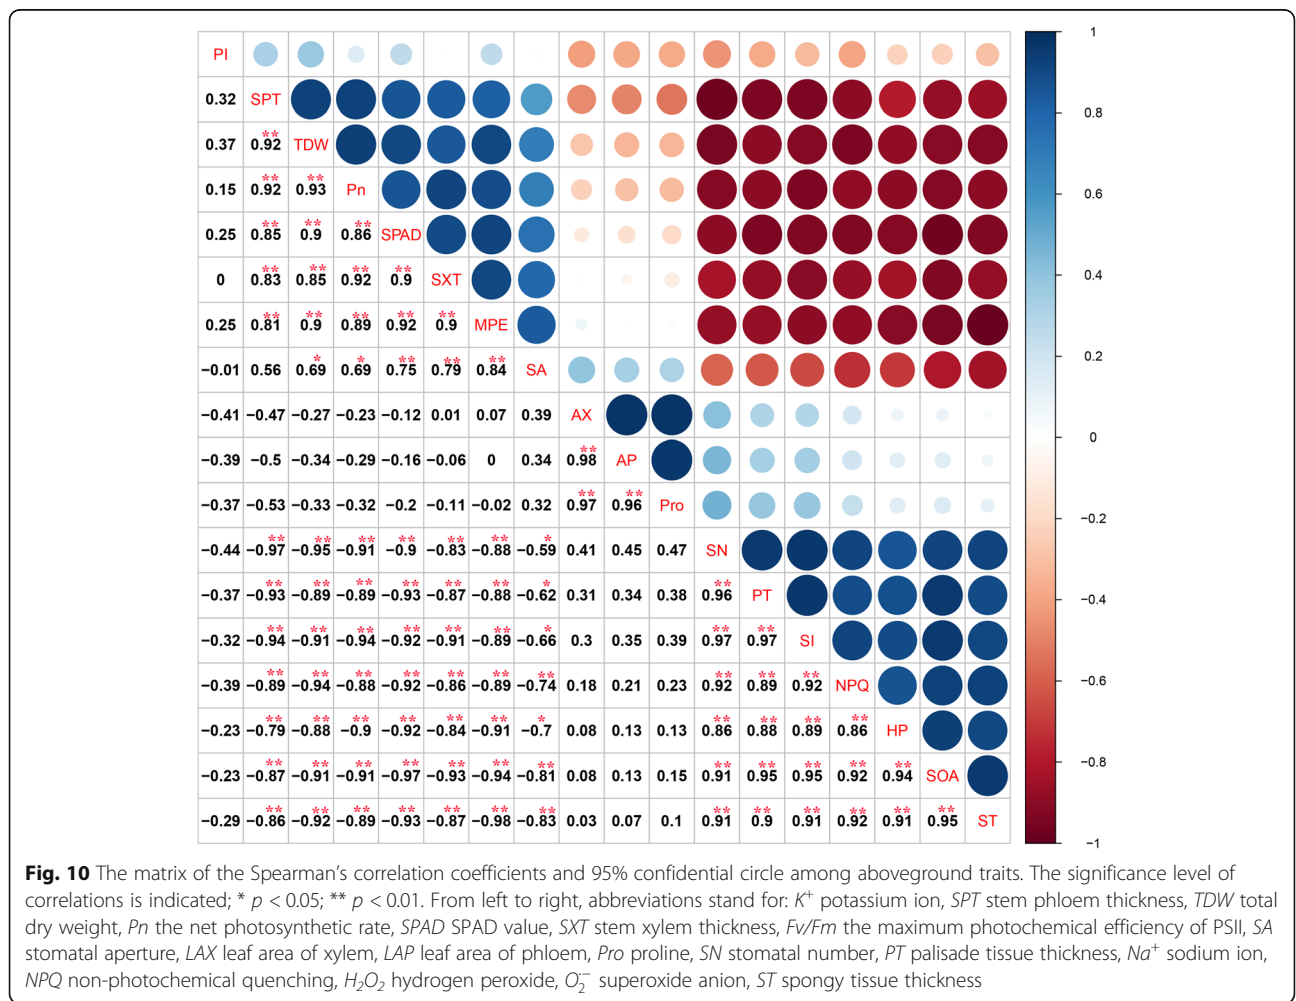 PI
0.32 SPT
0.37 0.92** TDW
0.15 0.92** 0.93** Pn
0.25 0.85** 0.9** 0.86** SPAD
0 0.83** 0.85** 0.92** 0.9** SXT
0.25 0.81** 0.9** 0.89** 0.92** 0.9** MPE
−0.01 0.56 0.69* 0.69* 0.75** 0.79** 0.84** SA
−0.41 −0.47 −0.27 −0.23 −0.12 0.01 0.07 0.39 AX
−0.39 −0.5 −0.34 −0.29 −0.16 −0.06 0 0.34 0.98** AP
−0.37 −0.53 −0.33 −0.32 −0.2 −0.11 −0.02 0.32 0.97** 0.96** Pro
−0.44 −0.97** −0.95** −0.91** −0.9** −0.83** −0.88** −0.59* 0.41 0.45 0.47 SN
−0.37 −0.93** −0.89** −0.89** −0.93** −0.87** −0.88** −0.62* 0.31 0.34 0.38 0.96** PT
−0.32 −0.94** −0.91** −0.94** −0.92** −0.91** −0.89** −0.66* 0.3 0.35 0.39 0.97** 0.97** SI
−0.39 −0.89** −0.94** −0.88** −0.92** −0.86** −0.89** −0.74** 0.18 0.21 0.23 0.92** 0.89** 0.92** NPQ
−0.23 −0.79** −0.88** −0.9** −0.92** −0.84** −0.91** −0.7* 0.08 0.13 0.13 0.86** 0.88** 0.89** 0.86** HP
−0.23 −0.87** −0.91** −0.91** −0.97** −0.93** −0.94** −0.81** 0.08 0.13 0.15 0.91** 0.95** 0.95** 0.92** 0.94** SOA
−0.29 −0.86** −0.92** −0.89** −0.93** −0.87** −0.98** −0.83** 0.03 0.07 0.1 0.91** 0.9** 0.91** 0.92** 0.91** 0.95** ST
1
0.8
0.6
0.4
0.2
0
−0.2
−0.4
−0.6
−0.8
−1
Fig. 10 The matrix of the Spearman's correlation coefficients and 95% confidential circle among aboveground traits. The significance level of
correlations is indicated; * p < 0.05; ** p < 0.01. From left to right, abbreviations stand for: K⁺ potassium ion, SPT stem phloem thickness, TDW total
dry weight, Pn the net photosynthetic rate, SPAD SPAD value, SXT stem xylem thickness, Fv/Fm the maximum photochemical efficiency of PSII, SA
stomatal aperture, LAX leaf area of xylem, LAP leaf area of phloem, Pro proline, SN stomatal number, PT palisade tissue thickness, Na⁺ sodium ion,
NPQ non-photochemical quenching, H₂O₂ hydrogen peroxide, O₂·⁻ superoxide anion, ST spongy tissue thickness